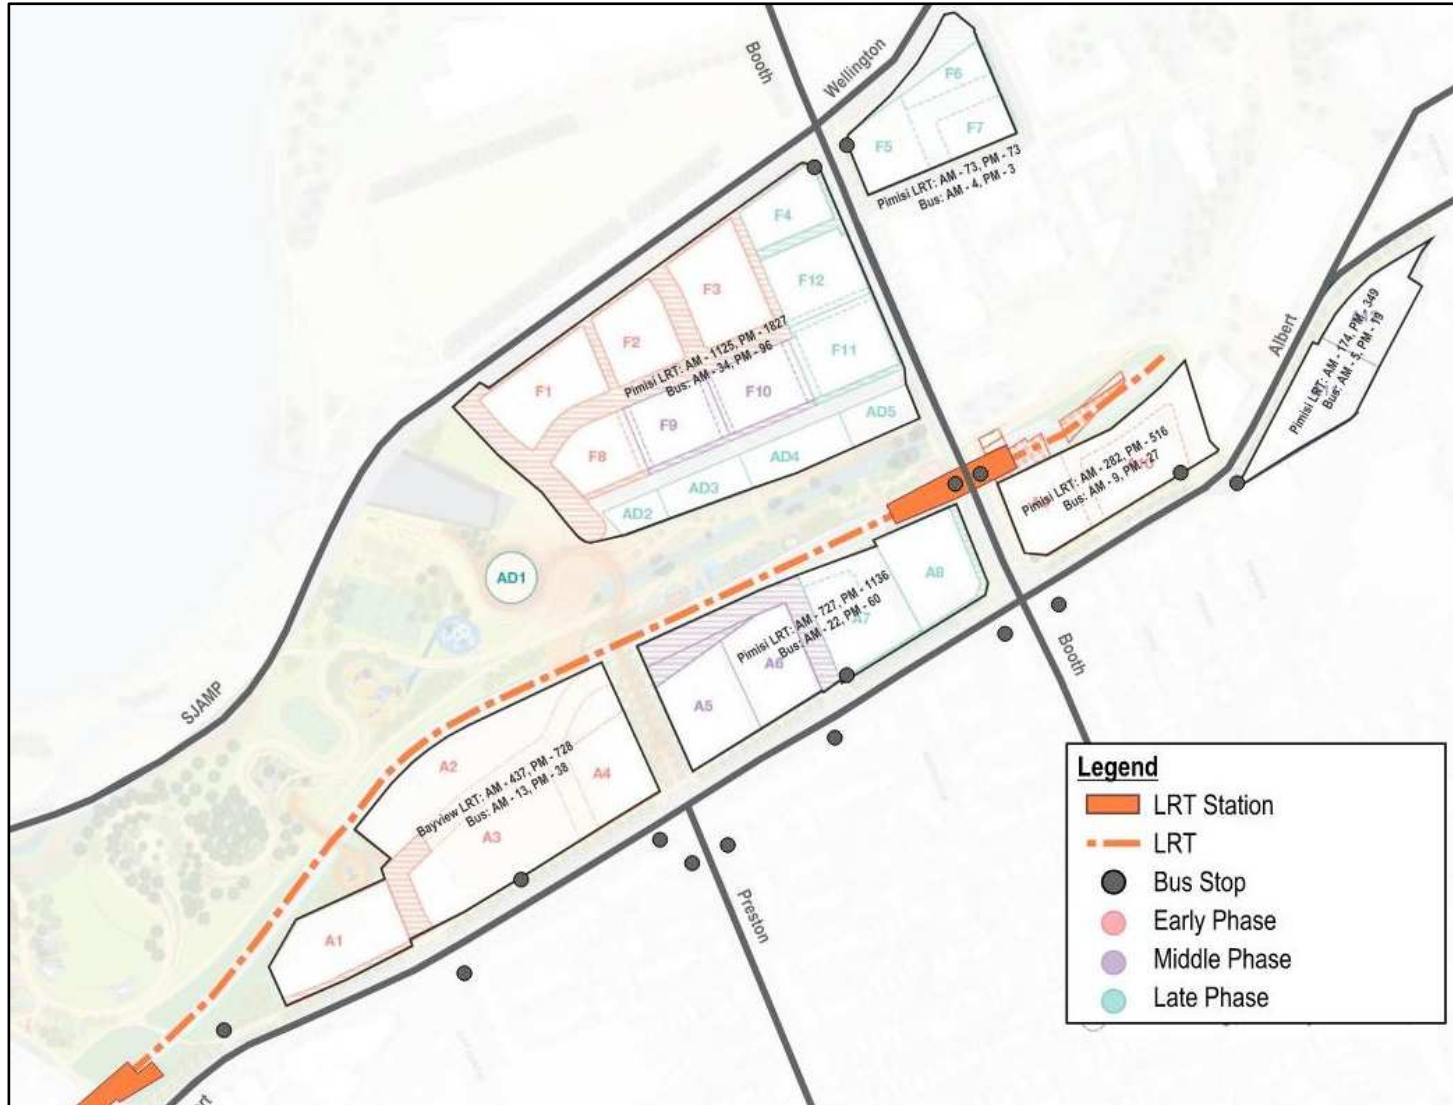 Booth
Wellington
F6
F5
F7
Pimisi LRT: AM - 73, PM - 73
Bus: AM - 4, PM - 3
F4
F3
F12
F2
Pimisi LRT: AM - 1125, PM - 1827
Bus: AM - 34, PM - 96
F11
F1
F10
F9
F8
AD5
AD4
AD3
AD2
AD1
Albert
Pimisi LRT: AM - 174, PM - 349
Bus: AM - 5, PM - 19
Pimisi LRT: AM - 282, PM - 516
Bus: AM - 9, PM - 27
A8
Pimisi LRT: AM - 727, PM - 1136
Bus: AM - 22, PM - 60
A7
A6
A5
Booth
SJAMP
A2
Bayview LRT: AM - 437, PM - 728
Bus: AM - 13, PM - 38
A4
A3
A1
Preston
Legend
LRT Station
LRT
Bus Stop
Early Phase
Middle Phase
Late Phase